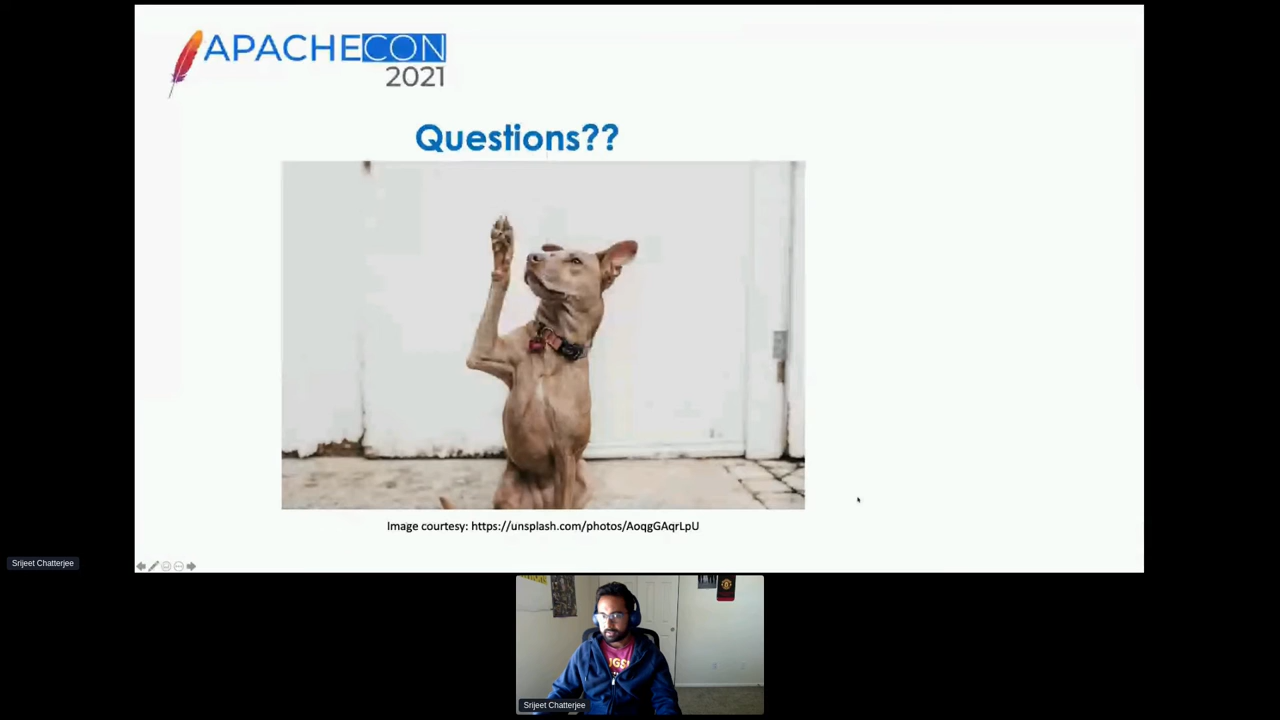 APACHECON
2021
Questions??
Image courtesy: https://unsplash.com/photos/AoqgGAqrLpU
Srijeet Chatterjee
Srijeet Chatterjee